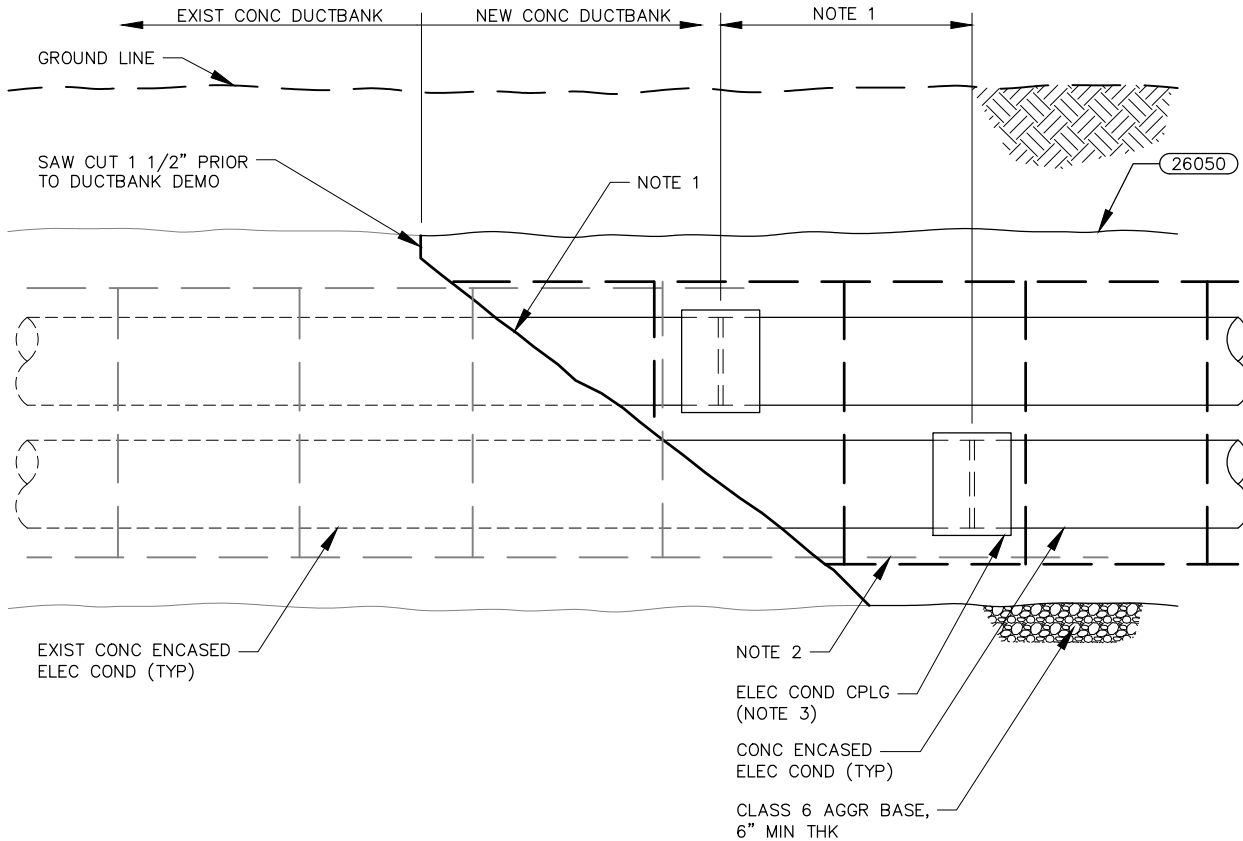 EXIST CONC DUCTBANK
NEW CONC DUCTBANK
NOTE 1
GROUND LINE
SAW CUT 1 1/2" PRIOR
TO DUCTBANK DEMO
NOTE 1
26050
EXIST CONC ENCASED
ELEC COND (TYP)
NOTE 2
ELEC COND CPLG
(NOTE 3)
CONC ENCASED
ELEC COND (TYP)
CLASS 6 AGGR BASE,
6" MIN THK